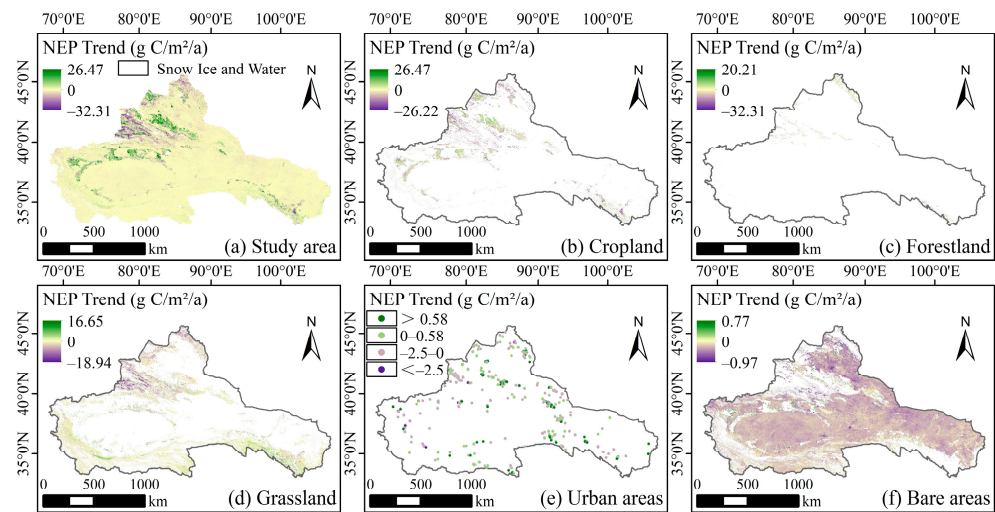 70°0'E 80°0'E 90°0'E 100°0'E
70°0'E 80°0'E 90°0'E 100°0'E
70°0'E 80°0'E 90°0'E 100°0'E
NEP Trend (g C/m²/a)
26.47
0
−32.31
Snow Ice and Water
N
45°0'N
40°0'N
35°0'N
0 500 1000
km
(a) Study area
NEP Trend (g C/m²/a)
26.47
0
−26.22
N
45°0'N
40°0'N
35°0'N
0 500 1000
km
(b) Cropland
NEP Trend (g C/m²/a)
20.21
0
−32.31
N
45°0'N
40°0'N
35°0'N
0 500 1000
km
(c) Forestland
70°0'E 80°0'E 90°0'E 100°0'E
70°0'E 80°0'E 90°0'E 100°0'E
70°0'E 80°0'E 90°0'E 100°0'E
NEP Trend (g C/m²/a)
16.65
0
−18.94
N
45°0'N
40°0'N
35°0'N
0 500 1000
km
(d) Grassland
NEP Trend (g C/m²/a)
> 0.58
0–0.58
−2.5–0
<−2.5
N
45°0'N
40°0'N
35°0'N
0 500 1000
km
(e) Urban areas
NEP Trend (g C/m²/a)
0.77
0
−0.97
N
45°0'N
40°0'N
35°0'N
0 500 1000
km
(f) Bare areas